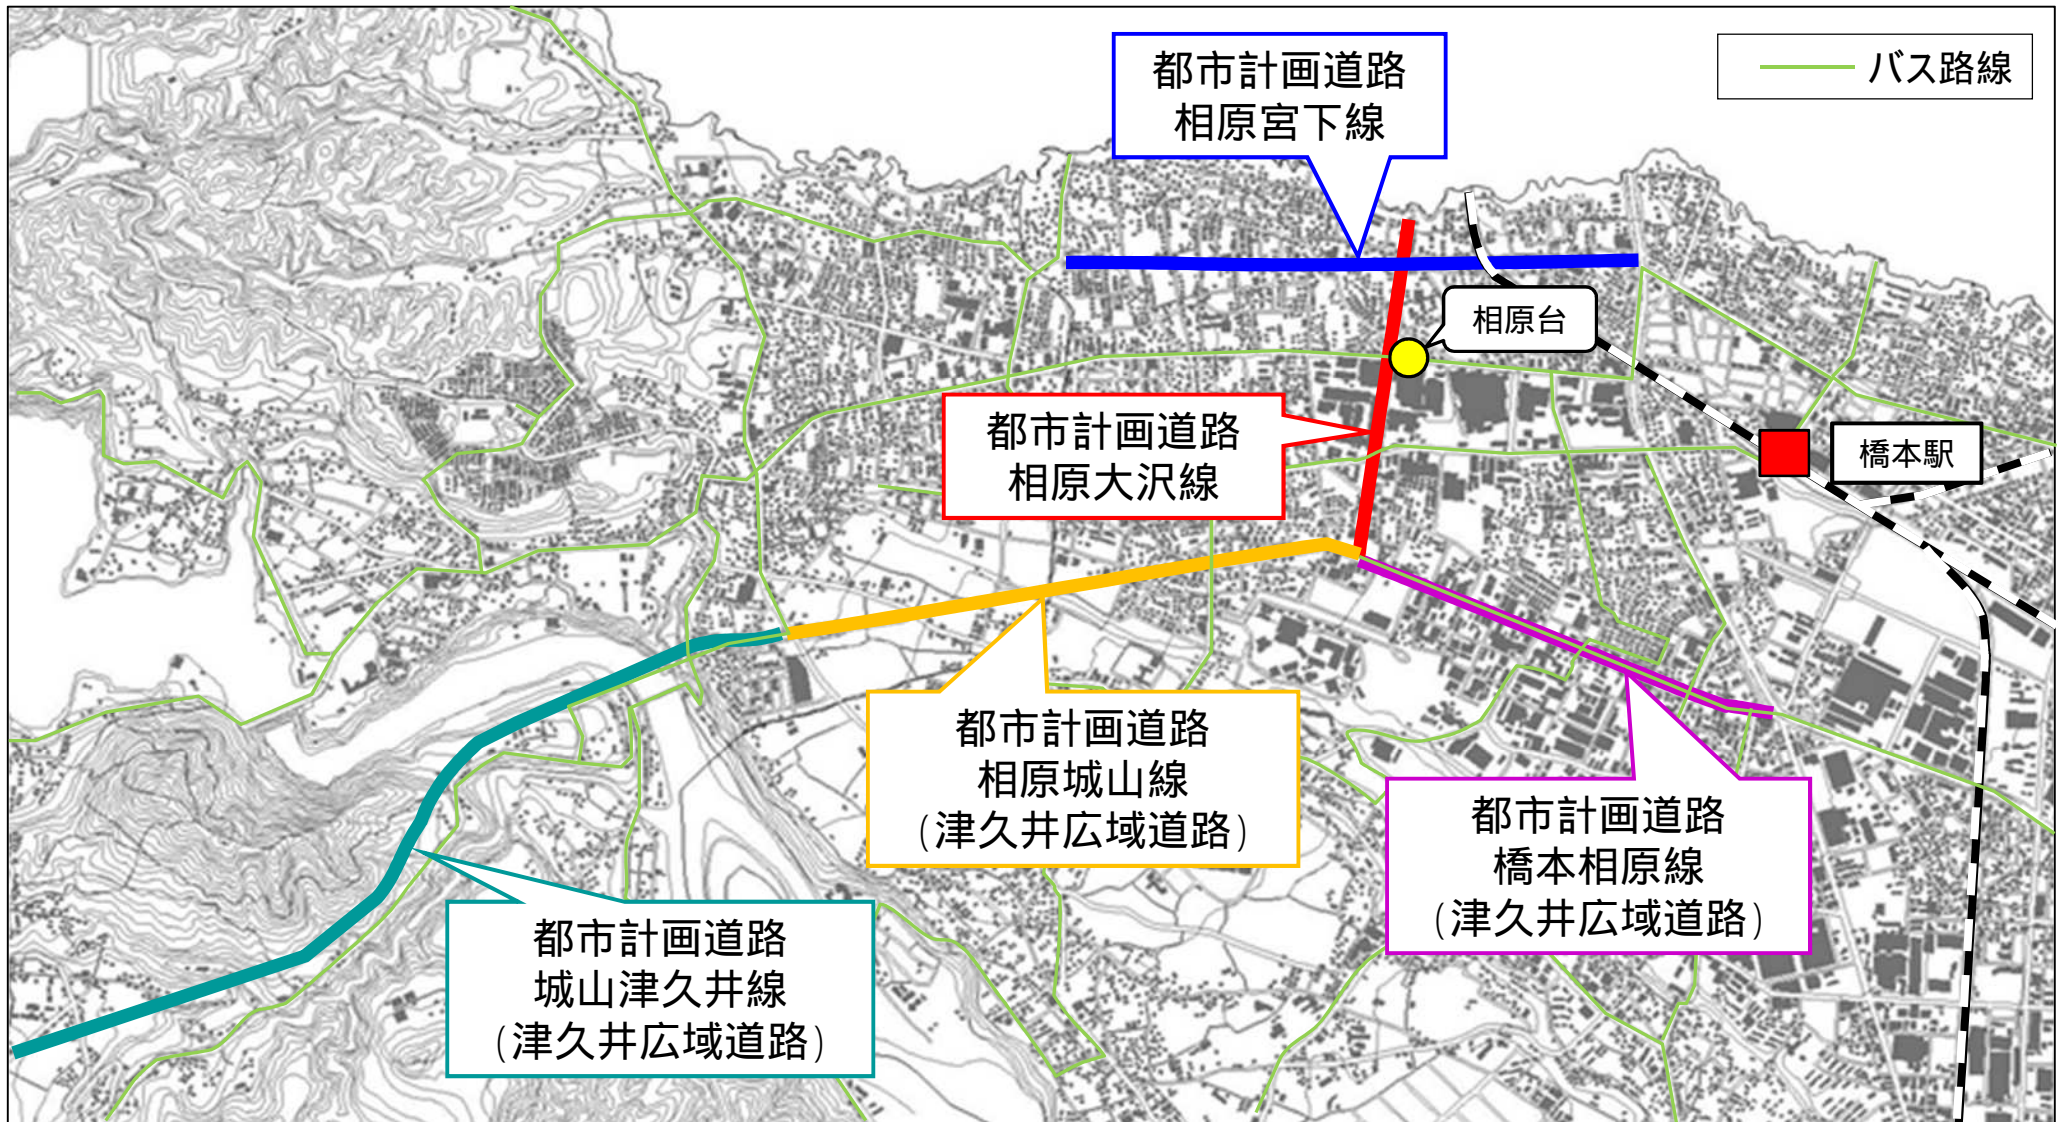 都市計画道路
相原宮下線
バス路線
相原台
都市計画道路
相原大沢線
橋本駅
都市計画道路
相原城山線
(津久井広域道路)
都市計画道路
橋本相原線
(津久井広域道路)
都市計画道路
城山津久井線
(津久井広域道路)